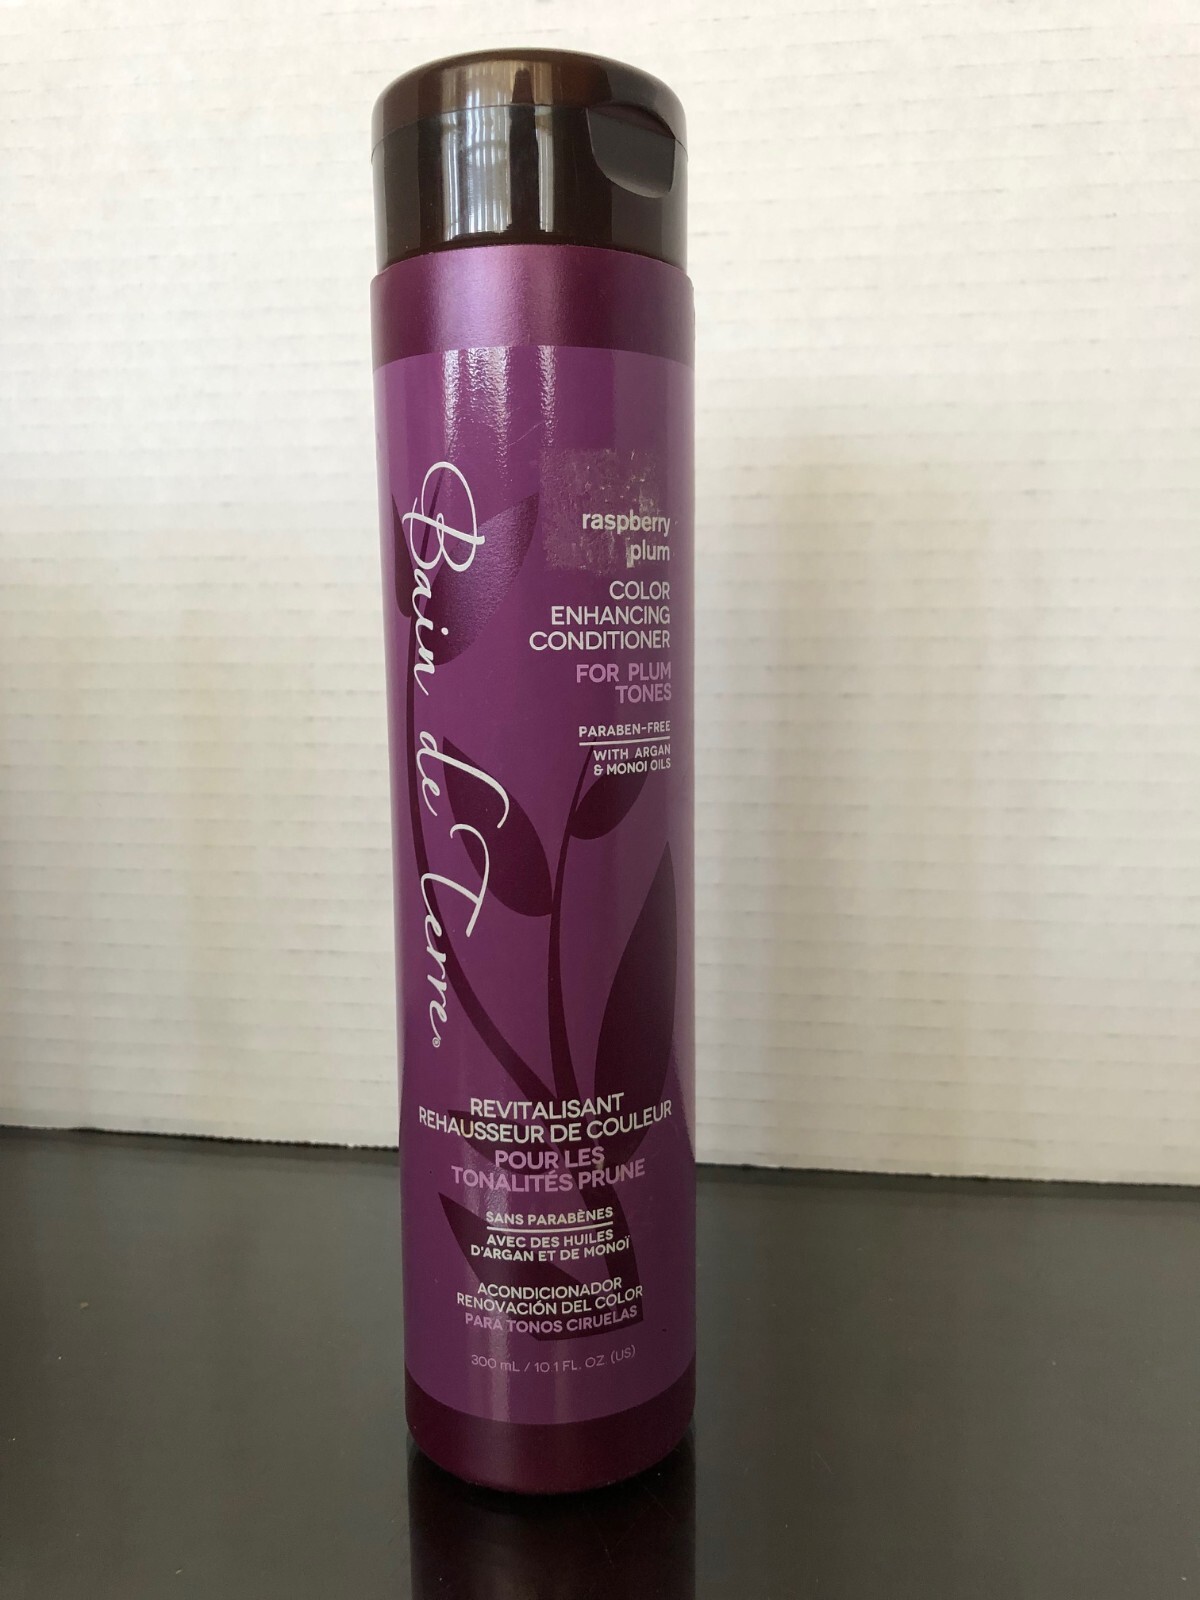 Bain de Terre®
raspberry
plum
COLOR
ENHANCING
CONDITIONER
FOR PLUM
TONES
PARABEN-FREE
WITH ARGAN
& MONOI OILS
REVITALISANT
REHAUSSEUR DE COULEUR
POUR LES
TONALITÉS PRUNE
SANS PARABÈNES
AVEC DES HUILES
D'ARGAN ET DE MONOÏ
ACONDICIONADOR
RENOVACIÓN DEL COLOR
PARA TONOS CIRUELAS
300 mL / 10.1 FL. OZ. (US)